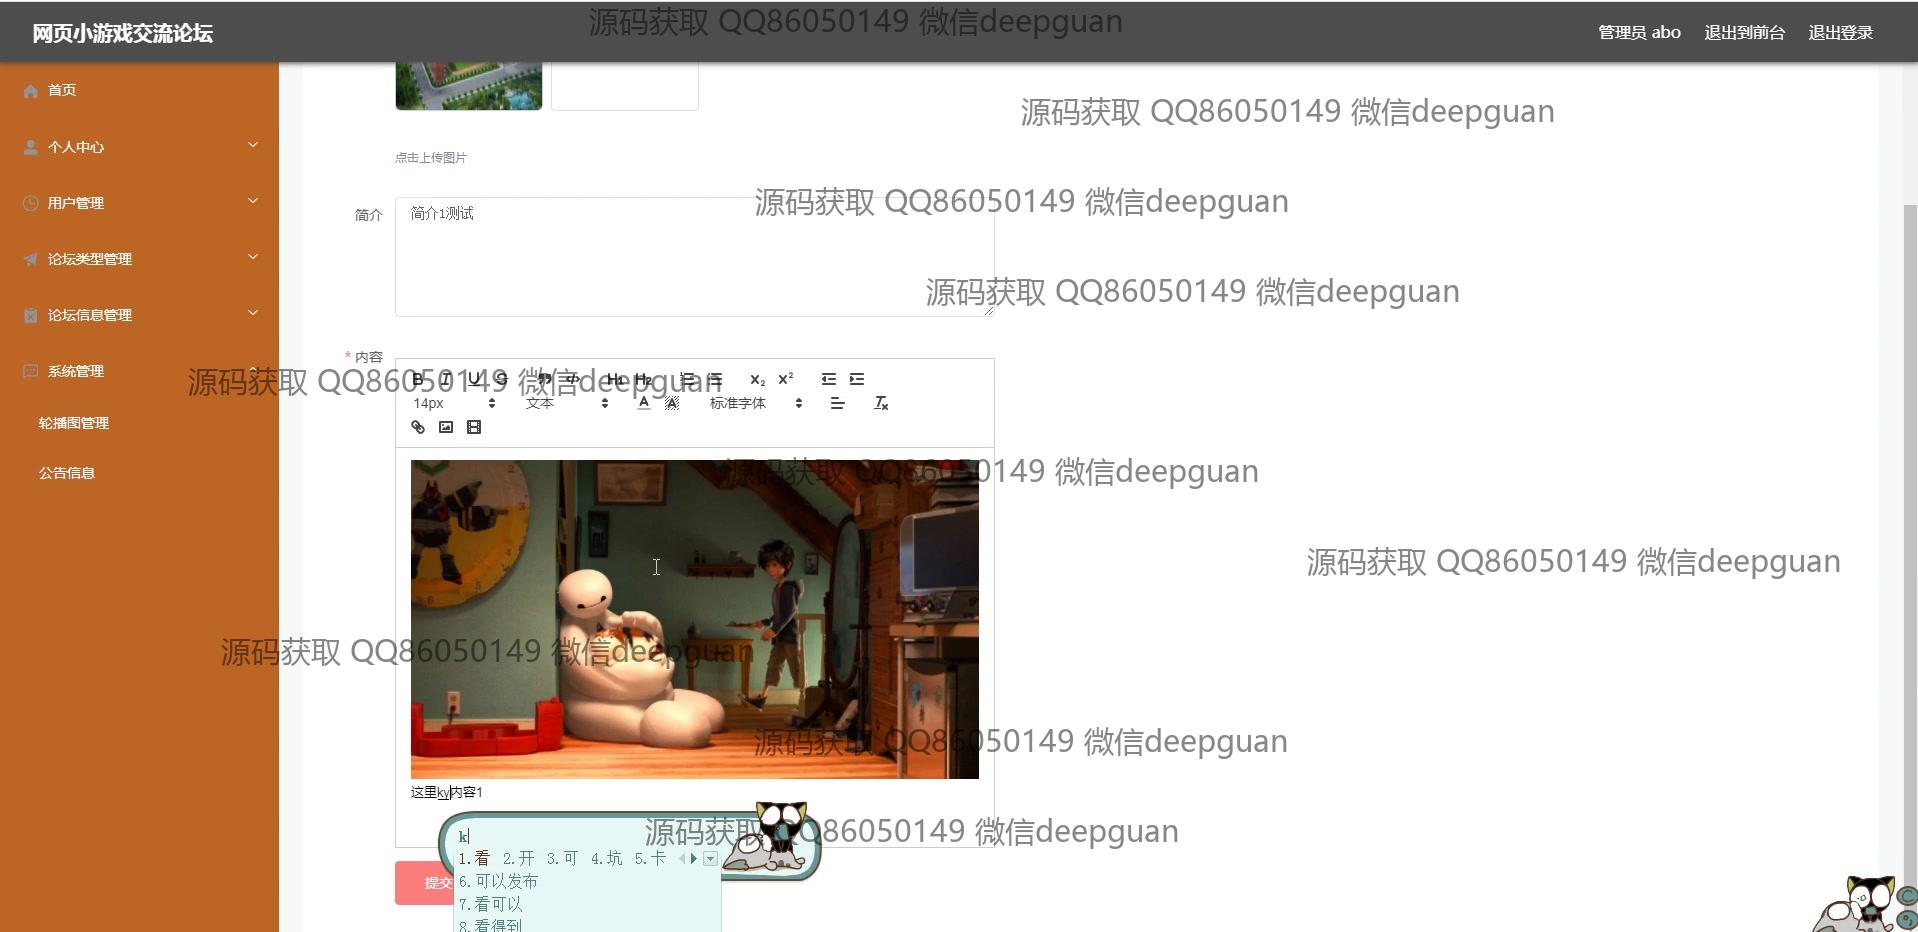 源码获取 QQ86050149 微信deepguan
网页小游戏交流论坛
管理员 abo
退出到前台
退出登录
首页
个人中心
用户管理
论坛类型管理
论坛信息管理
系统管理
轮播图管理
公告信息
源码获取 QQ86050149 微信deepguan
点击上传图片
源码获取 QQ86050149 微信deepguan
简介
简介1测试
源码获取 QQ86050149 微信deepguan
* 内容
源码获取 QQ86050149 微信deepguan
B I U S H1 H2 X₂ X²
14px 文本 A A 标准字体 Tx
源码获取 QQ86050149 微信deepguan
源码获取 QQ86050149 微信deepguan
源码获取 QQ86050149 微信deepguan
源码获取 QQ86050149 微信deepguan
这里ky内容1
源码获取 QQ86050149 微信deepguan
k
1.看 2.开 3.可 4.坑 5.卡
提交
6.可以发布
7.看可以
8.看得到